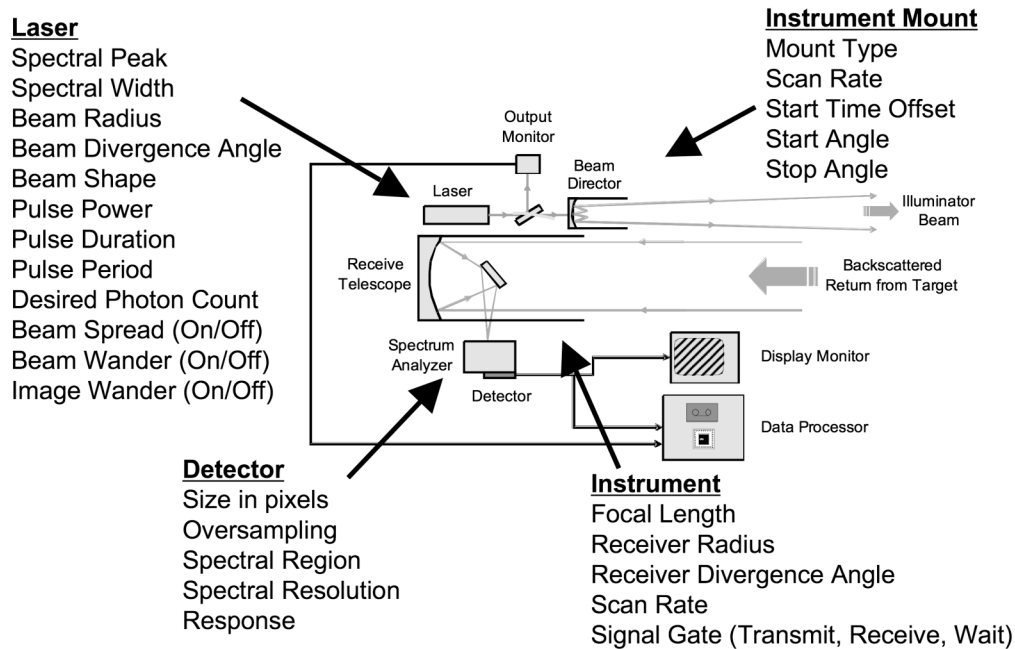 Laser
Spectral Peak
Spectral Width
Beam Radius
Beam Divergence Angle
Beam Shape
Pulse Power
Pulse Duration
Pulse Period
Desired Photon Count
Beam Spread (On/Off)
Beam Wander (On/Off)
Image Wander (On/Off)
Instrument Mount
Mount Type
Scan Rate
Start Time Offset
Start Angle
Stop Angle
Output
Monitor
Beam
Director
Laser
Illuminator
Beam
Receive
Telescope
Backscattered
Return from Target
Spectrum
Analyzer
Detector
Display Monitor
Data Processor
Detector
Size in pixels
Oversampling
Spectral Region
Spectral Resolution
Response
Instrument
Focal Length
Receiver Radius
Receiver Divergence Angle
Scan Rate
Signal Gate (Transmit, Receive, Wait)